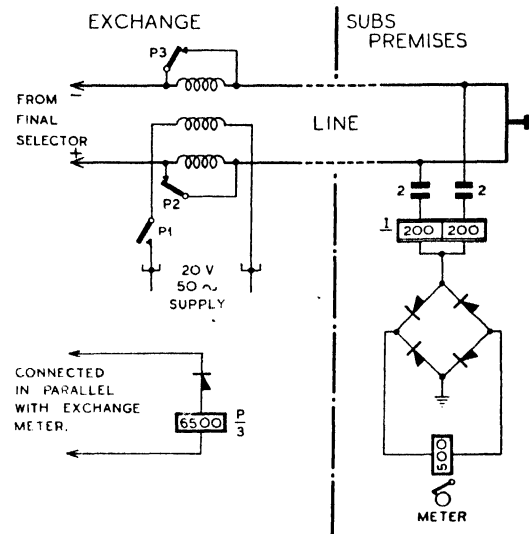 EXCHANGE
SUBS
PREMISES
P3
FROM
FINAL
SELECTOR
−
+
LINE
P2
P1
20 V
50 ~
SUPPLY
2
2
I
200
200
CONNECTED
IN PARALLEL
WITH EXCHANGE
METER.
6500
P
3
500
METER